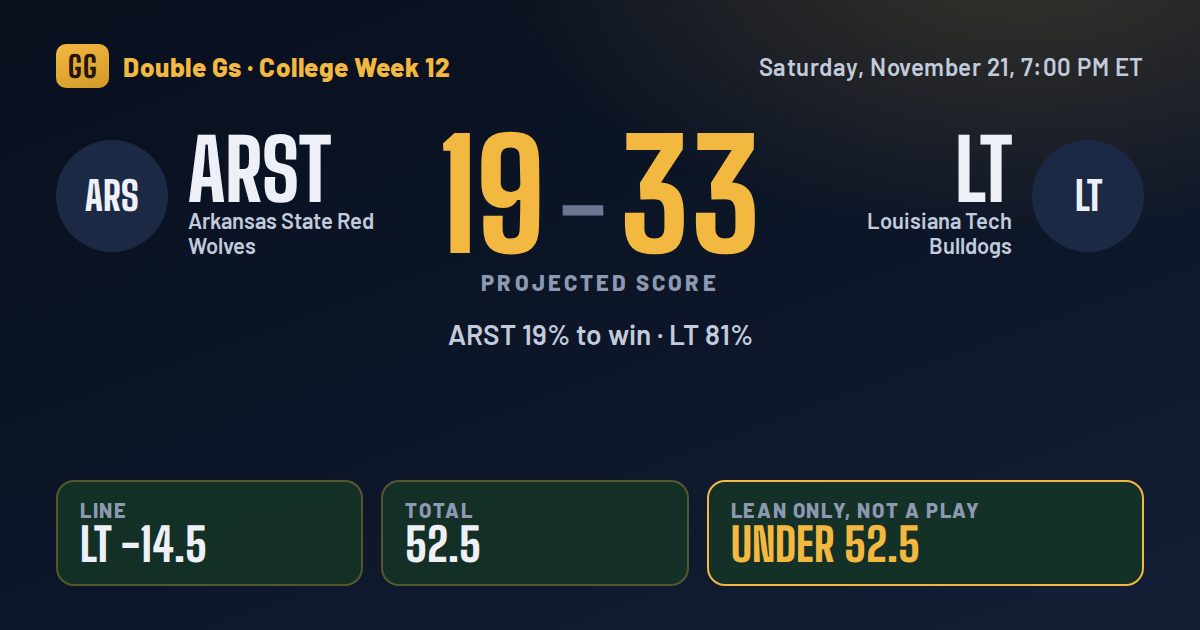 GG
Double Gs · College Week 12
Saturday, November 21, 7:00 PM ET
ARS
ARST
Arkansas State Red
Wolves
19 – 33
PROJECTED SCORE
ARST 19% to win · LT 81%
LT
Louisiana Tech
Bulldogs
LT
LINE
LT −14.5
TOTAL
52.5
LEAN ONLY, NOT A PLAY
UNDER 52.5